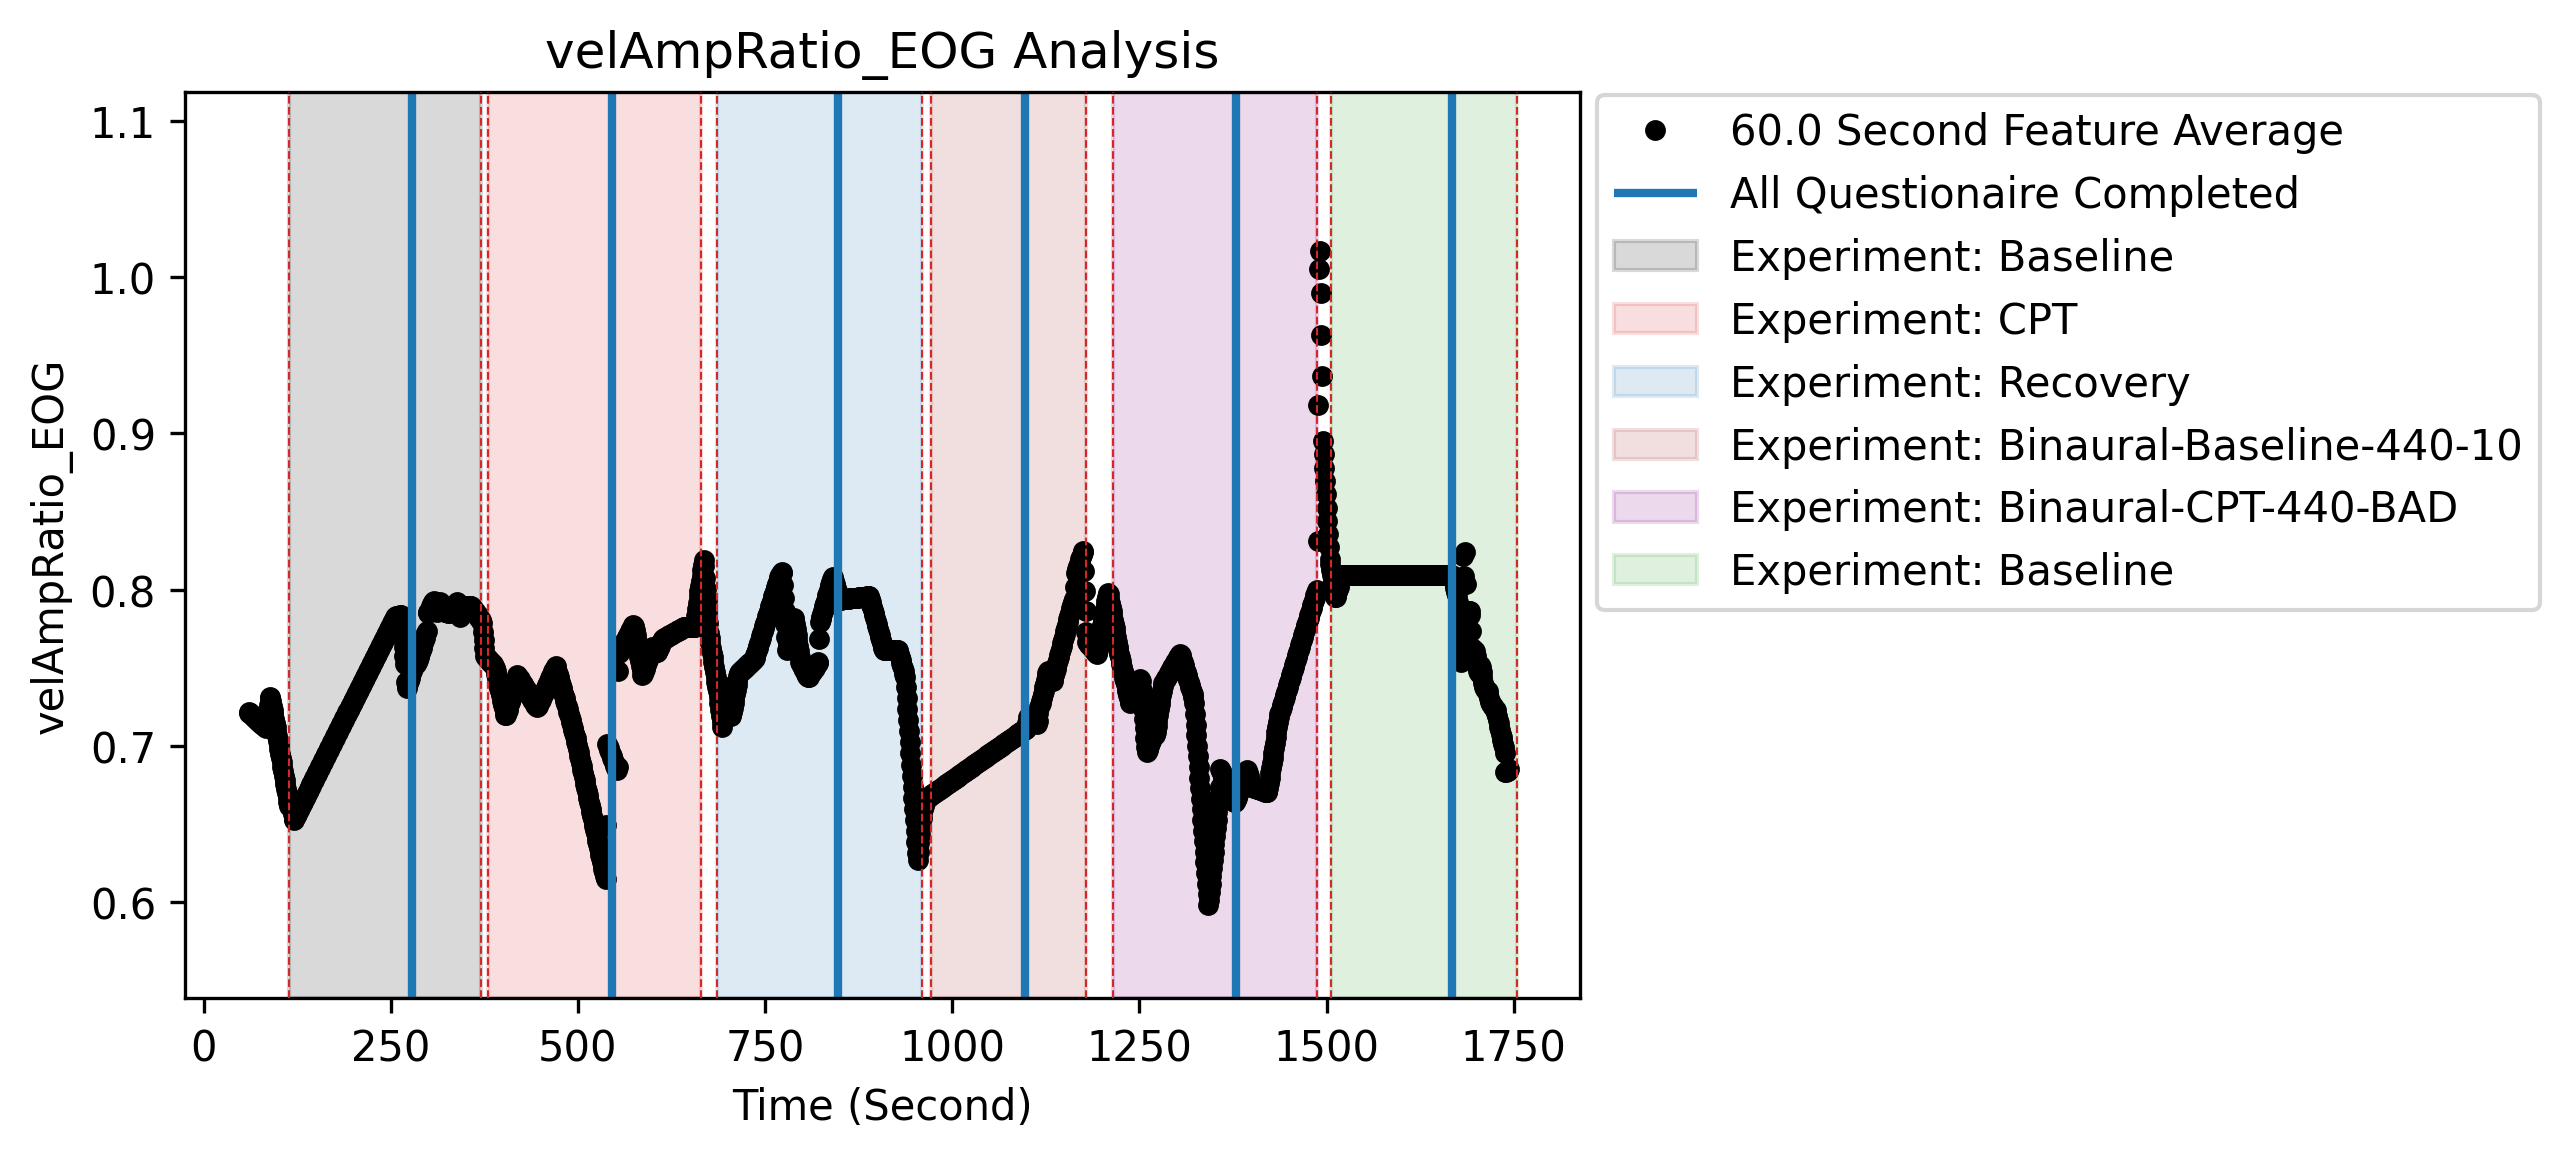 velAmpRatio_EOG Analysis
velAmpRatio_EOG
1.1
1.0
0.9
0.8
0.7
0.6
0 250 500 750 1000 1250 1500 1750
Time (Second)
60.0 Second Feature Average
All Questionaire Completed
Experiment: Baseline
Experiment: CPT
Experiment: Recovery
Experiment: Binaural-Baseline-440-10
Experiment: Binaural-CPT-440-BAD
Experiment: Baseline